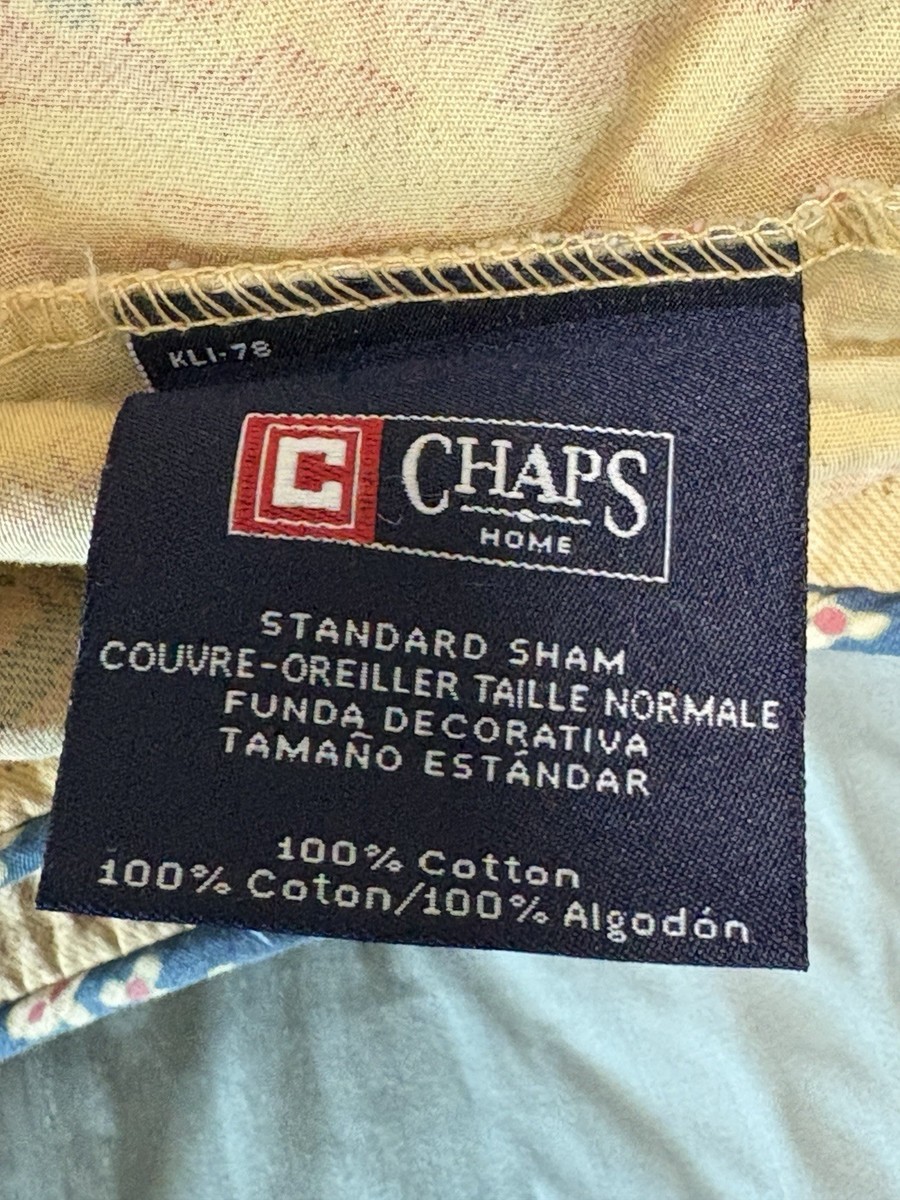 KLI-78
C CHAPS
HOME
STANDARD SHAM
COUVRE-OREILLER TAILLE NORMALE
FUNDA DECORATIVA
TAMAÑO ESTÁNDAR
100% Cotton
100% Coton/100% Algodón